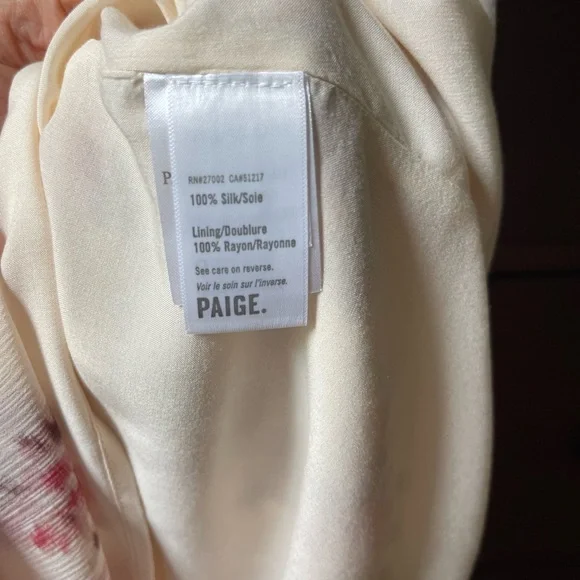 RN#27002 CA#51217
P
100% Silk/Soie
Lining/Doublure
100% Rayon/Rayonne
See care on reverse.
Voir le soin sur l'inverse.
PAIGE.